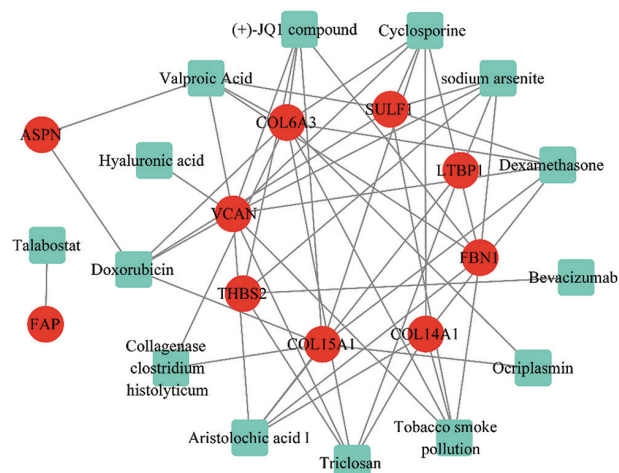 (+)-JQ1 compound
Cyclosporine
Valproic Acid
sodium arsenite
SULF1
COL6A3
ASPN
Hyaluronic acid
LTBP1
Dexamethasone
VCAN
Talabostat
Doxorubicin
FBN1
Bevacizumab
THBS2
FAP
COL14A1
COL15A1
Collagenase
clostridium
histolyticum
Ocriplasmin
Aristolochic acid I
Tobacco smoke
pollution
Triclosan